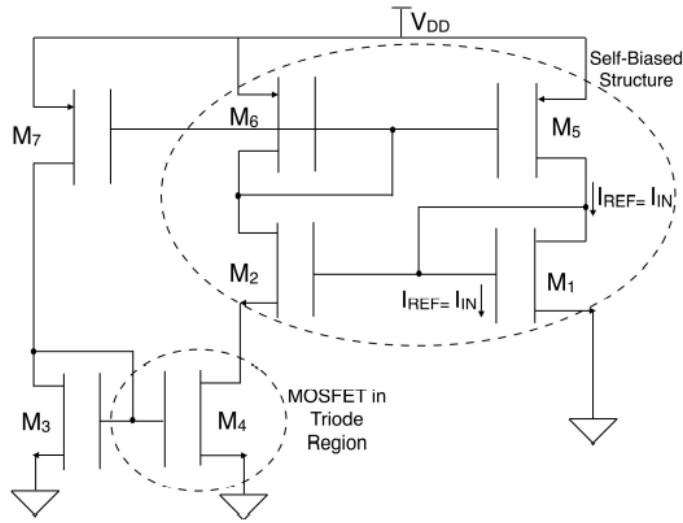 VDD
Self-Biased
Structure
M7
M6
M5
IREF= IIN
M2
M1
IREF= IIN
MOSFET in
Triode
Region
M3
M4